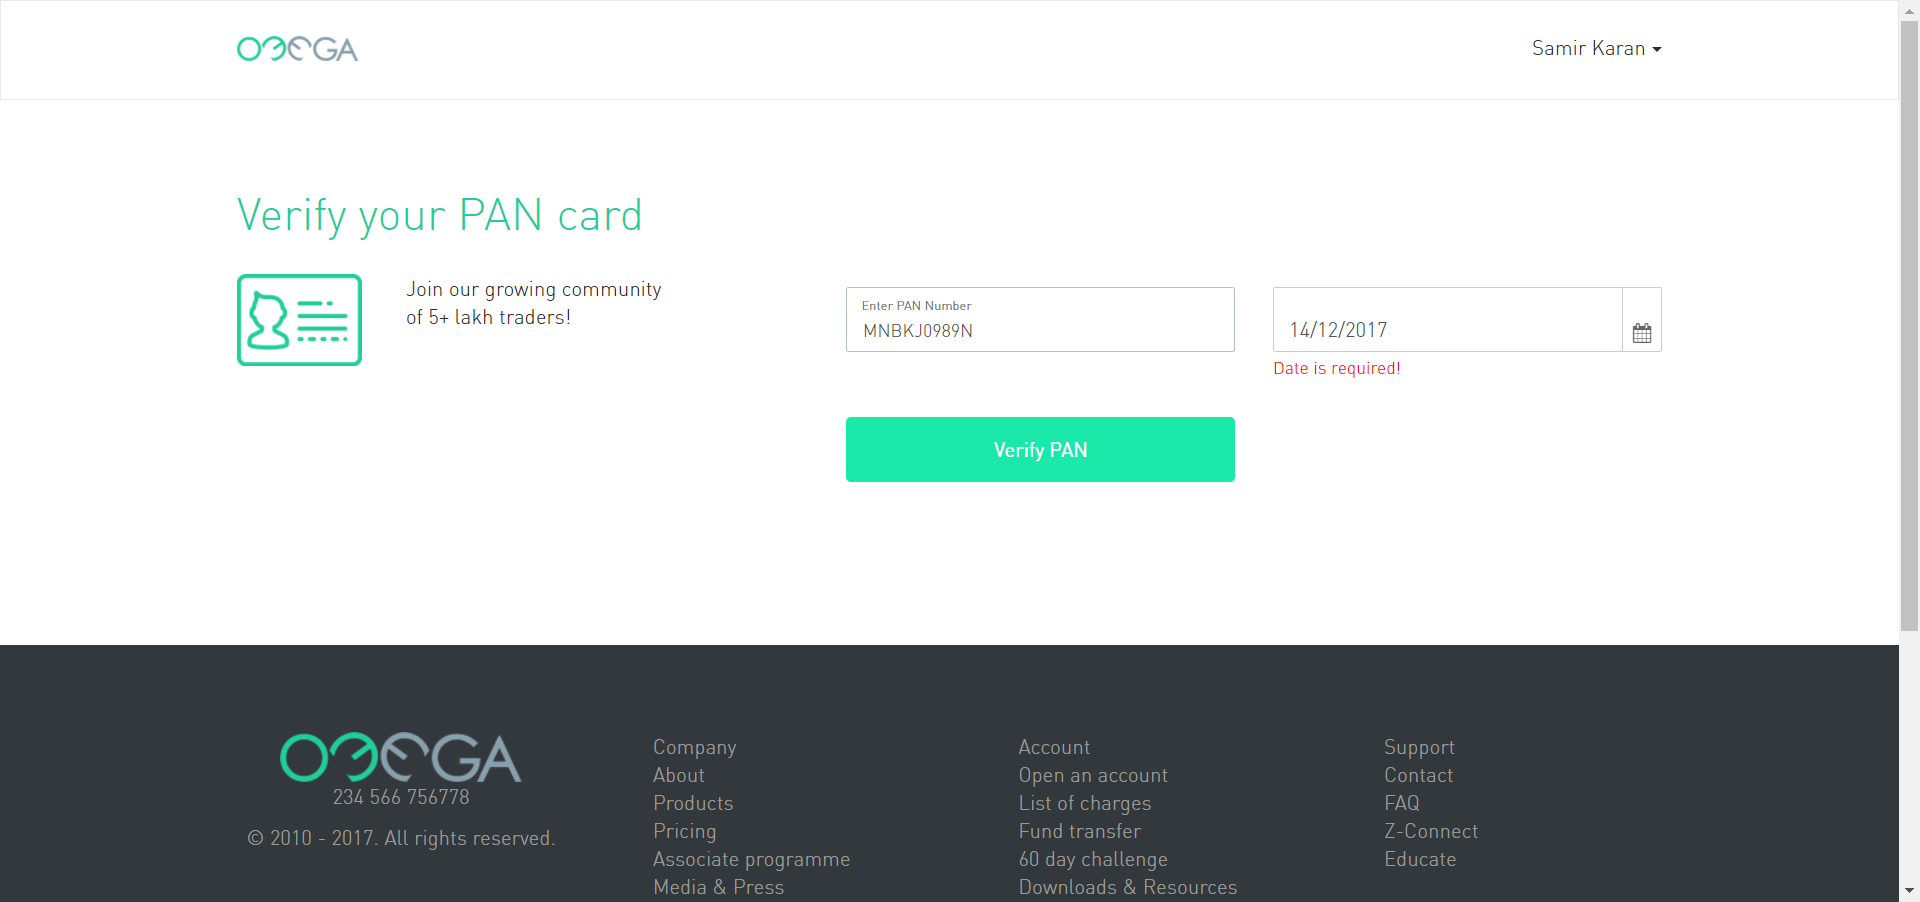 OMEGA
Samir Karan
Verify your PAN card
Join our growing community
of 5+ lakh traders!
Enter PAN Number
MNBKJ0989N
14/12/2017
Date is required!
Verify PAN
OMEGA
234 566 756778
© 2010 - 2017. All rights reserved.
Company
About
Products
Pricing
Associate programme
Media & Press
Account
Open an account
List of charges
Fund transfer
60 day challenge
Downloads & Resources
Support
Contact
FAQ
Z-Connect
Educate